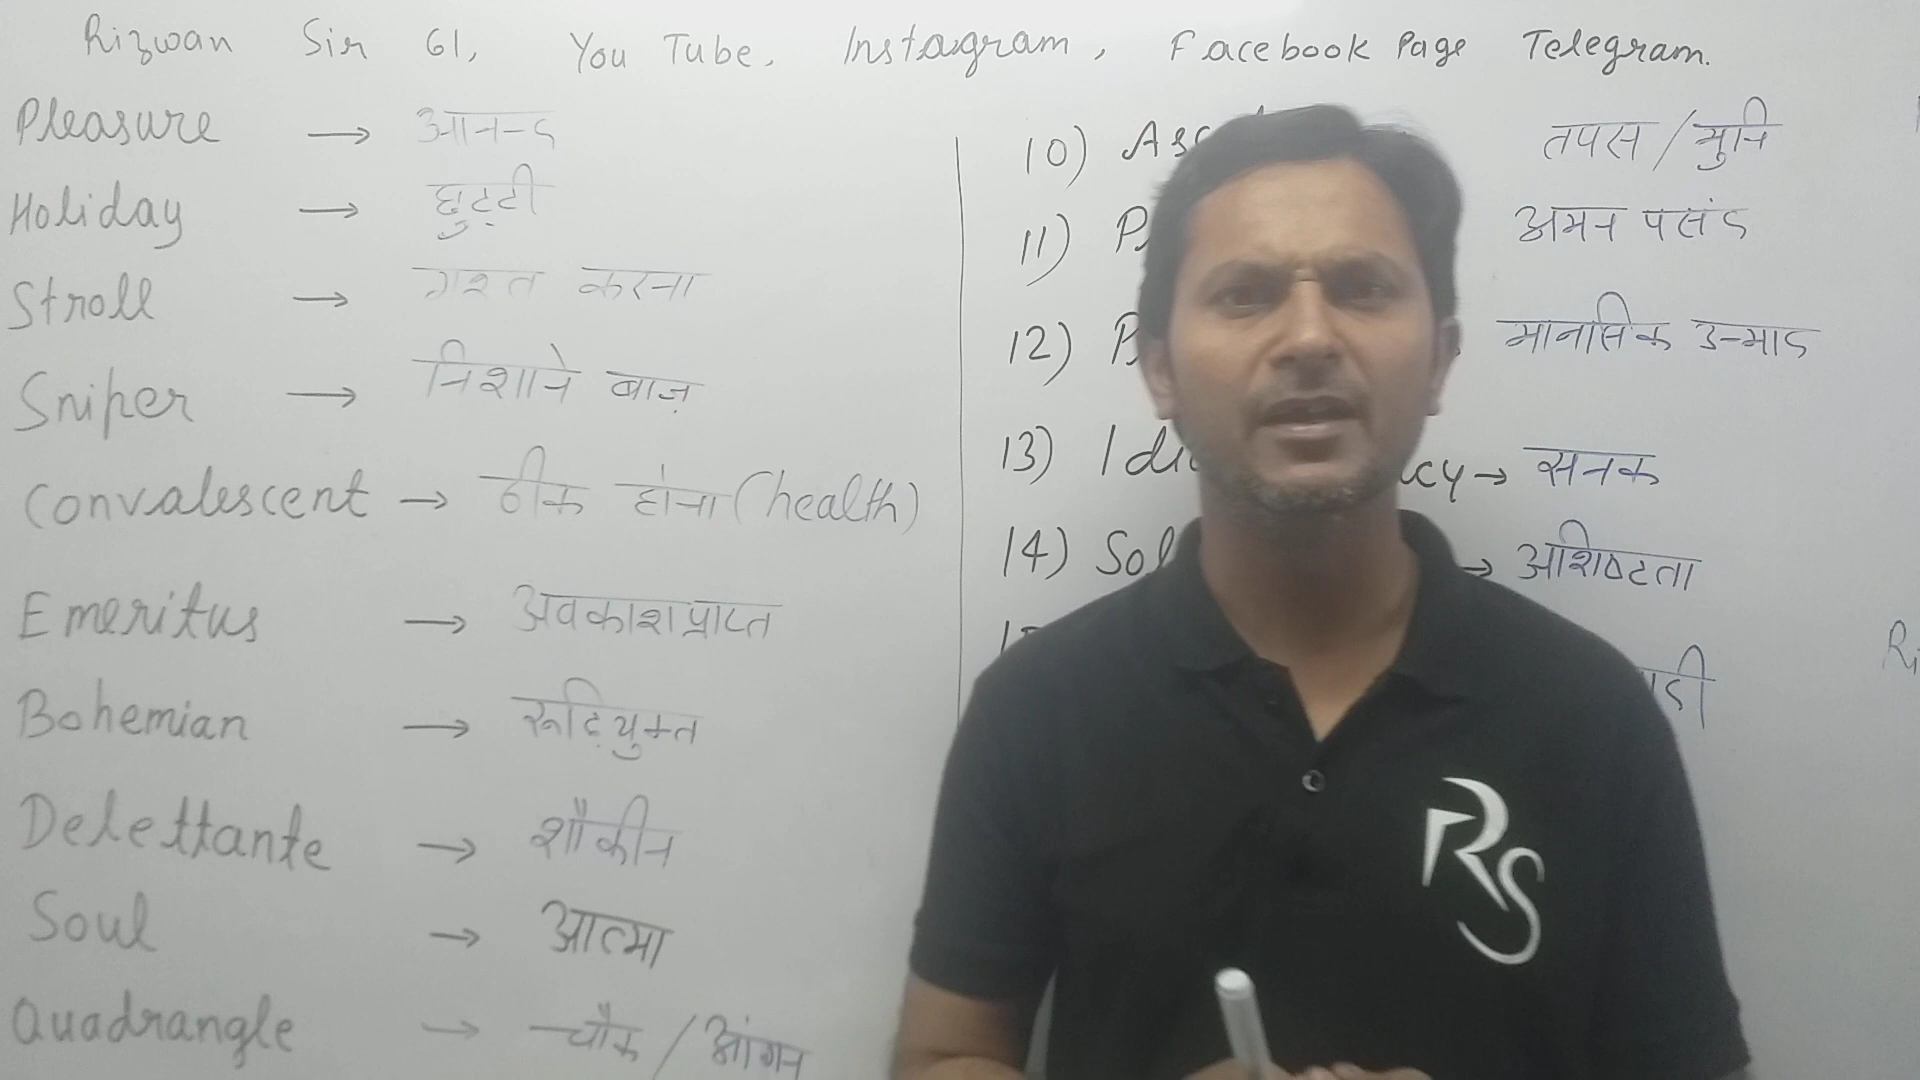 Rizwan Sir 61, YouTube, Instagram, Facebook Page Telegram.
Pleasure → आनन्द
Holiday → छुट्टी
Stroll → गश्त करना
Sniper → निशाने बाज़
Convalescent → ठीक होना (health)
Emeritus → अवकाशप्राप्त
Bohemian → रूढ़ियुक्त
Delettante → शौकीन
Soul → आत्मा
Quadrangle → चौक / आंगन
10) तपस / मुनि
11) अमन पसंद
12) मानसिक उन्माद
13) → सनक
14) → अशिष्टता
RS